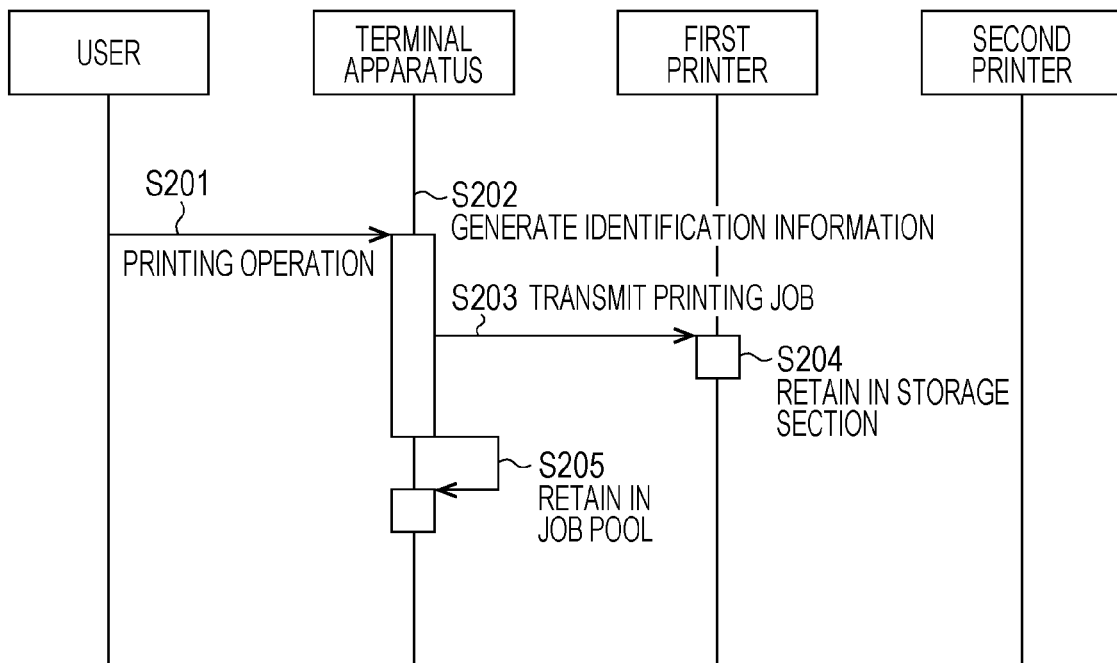 USER
TERMINAL
APPARATUS
FIRST
PRINTER
SECOND
PRINTER
S201
PRINTING OPERATION
S202
GENERATE IDENTIFICATION INFORMATION
S203 TRANSMIT PRINTING JOB
S204
RETAIN IN STORAGE
SECTION
S205
RETAIN IN
JOB POOL